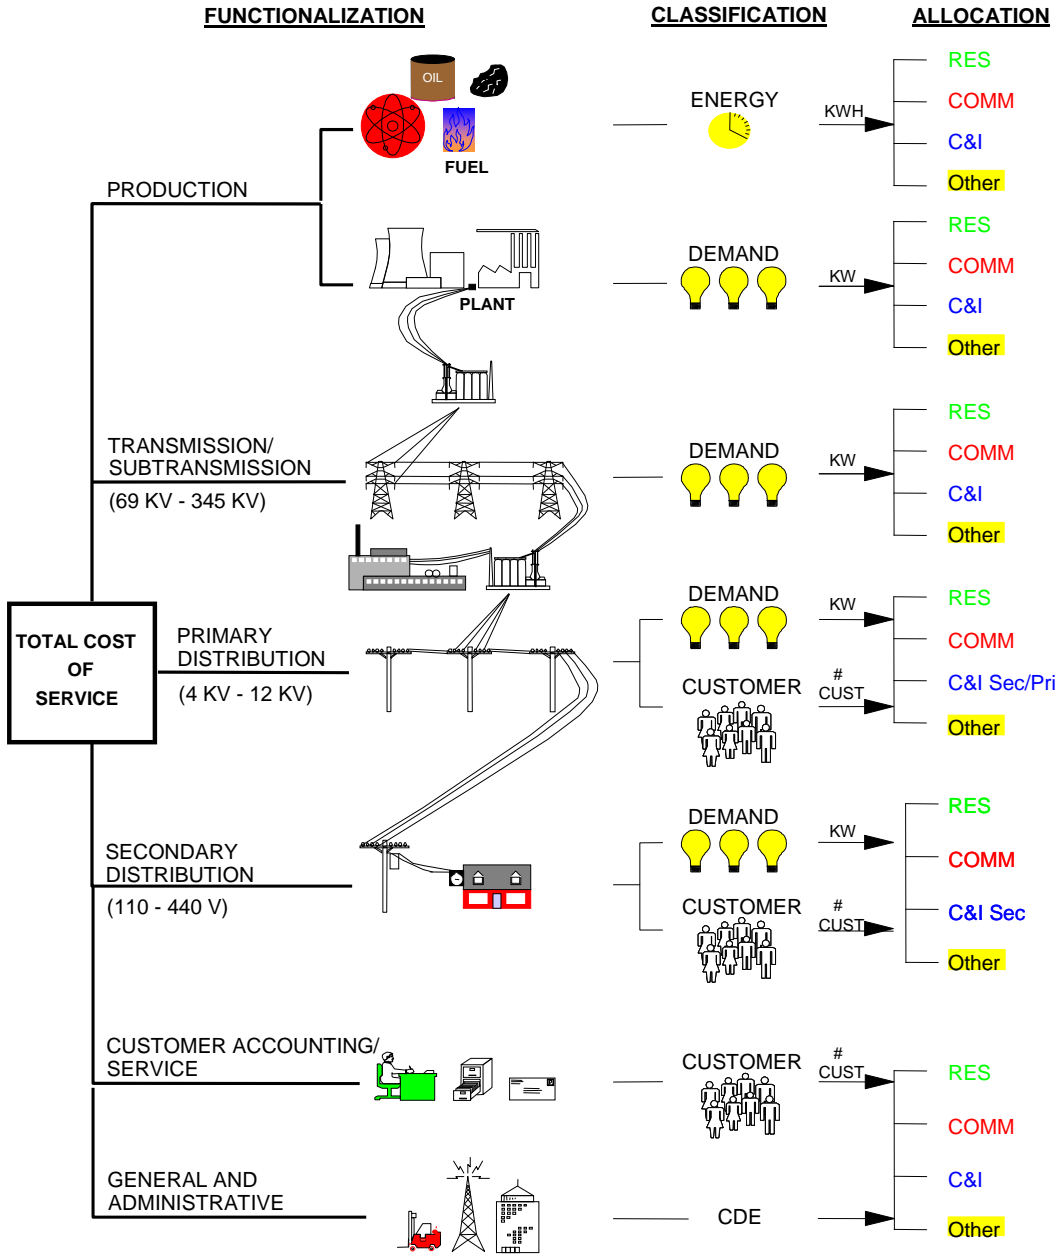 FUNCTIONALIZATION
CLASSIFICATION
ALLOCATION
OIL
FUEL
PRODUCTION
ENERGY
KWH
RES
COMM
C&I
Other
PLANT
DEMAND
KW
RES
COMM
C&I
Other
TRANSMISSION/
SUBTRANSMISSION
(69 KV - 345 KV)
DEMAND
KW
RES
COMM
C&I
Other
TOTAL COST
OF
SERVICE
PRIMARY
DISTRIBUTION
(4 KV - 12 KV)
DEMAND
KW
CUSTOMER
#
CUST
RES
COMM
C&I Sec/Pri
Other
SECONDARY
DISTRIBUTION
(110 - 440 V)
DEMAND
KW
CUSTOMER
#
CUST
RES
COMM
C&I Sec
Other
CUSTOMER ACCOUNTING/
SERVICE
CUSTOMER
#
CUST
GENERAL AND
ADMINISTRATIVE
CDE
RES
COMM
C&I
Other